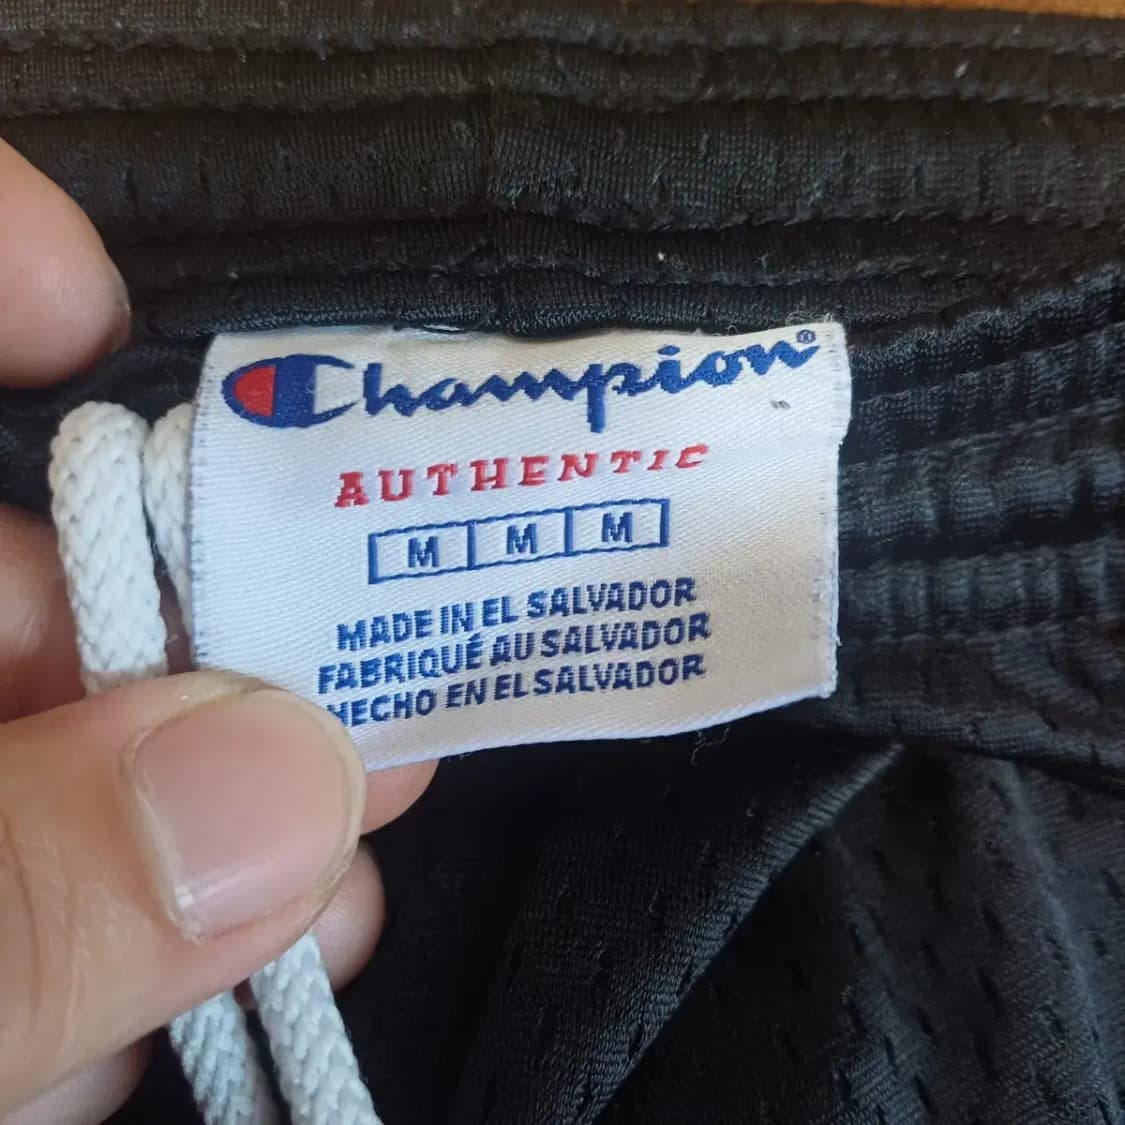 Champion®
AUTHENTIC
M M M
MADE IN EL SALVADOR
FABRIQUÉ AU SALVADOR
HECHO EN EL SALVADOR